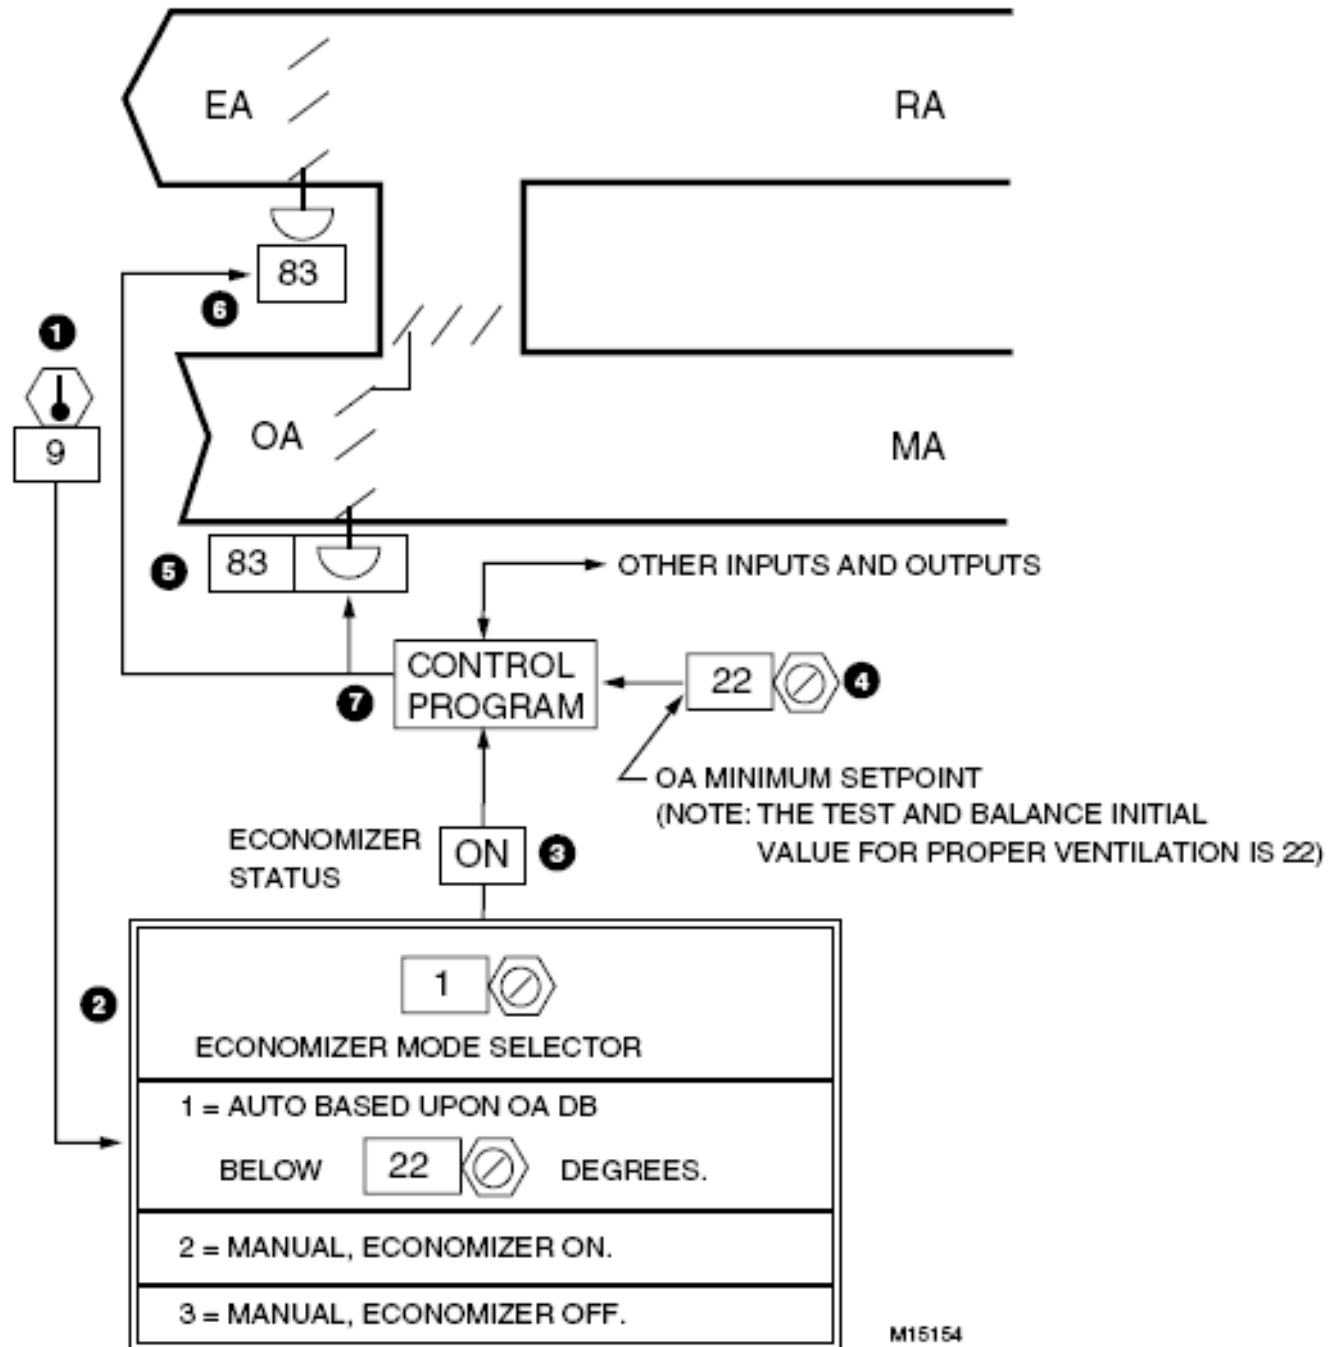 EA
RA
83
6
1
9
OA
MA
5
83
OTHER INPUTS AND OUTPUTS
CONTROL
PROGRAM
22
4
7
OA MINIMUM SETPOINT
(NOTE: THE TEST AND BALANCE INITIAL
VALUE FOR PROPER VENTILATION IS 22)
ECONOMIZER
STATUS
ON
3
2
1
ECONOMIZER MODE SELECTOR
1 = AUTO BASED UPON OA DB
BELOW 22 DEGREES.
2 = MANUAL, ECONOMIZER ON.
3 = MANUAL, ECONOMIZER OFF.
M15154